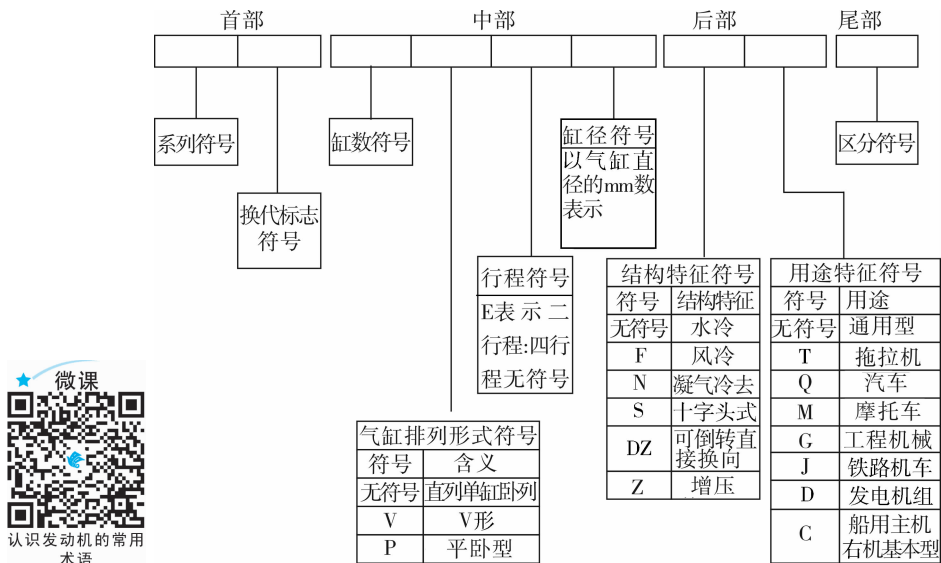 首部 中部 后部 尾部
系列符号
换代标志
符号
缸数符号
缸径符号
以气缸直
径的mm数
表示
区分符号
行程符号
E表示二
行程:四行
程无符号
气缸排列形式符号
符号 含义
无符号 直列单缸卧列
V V形
P 平卧型
结构特征符号
符号 结构特征
无符号 水冷
F 风冷
N 凝气冷去
S 十字头式
DZ 可倒转直
接换向
Z 增压
用途特征符号
符号 用途
无符号 通用型
T 拖拉机
Q 汽车
M 摩托车
G 工程机械
J 铁路机车
D 发电机组
C 船用主机
右机基本型
微课
认识发动机的常用
术语